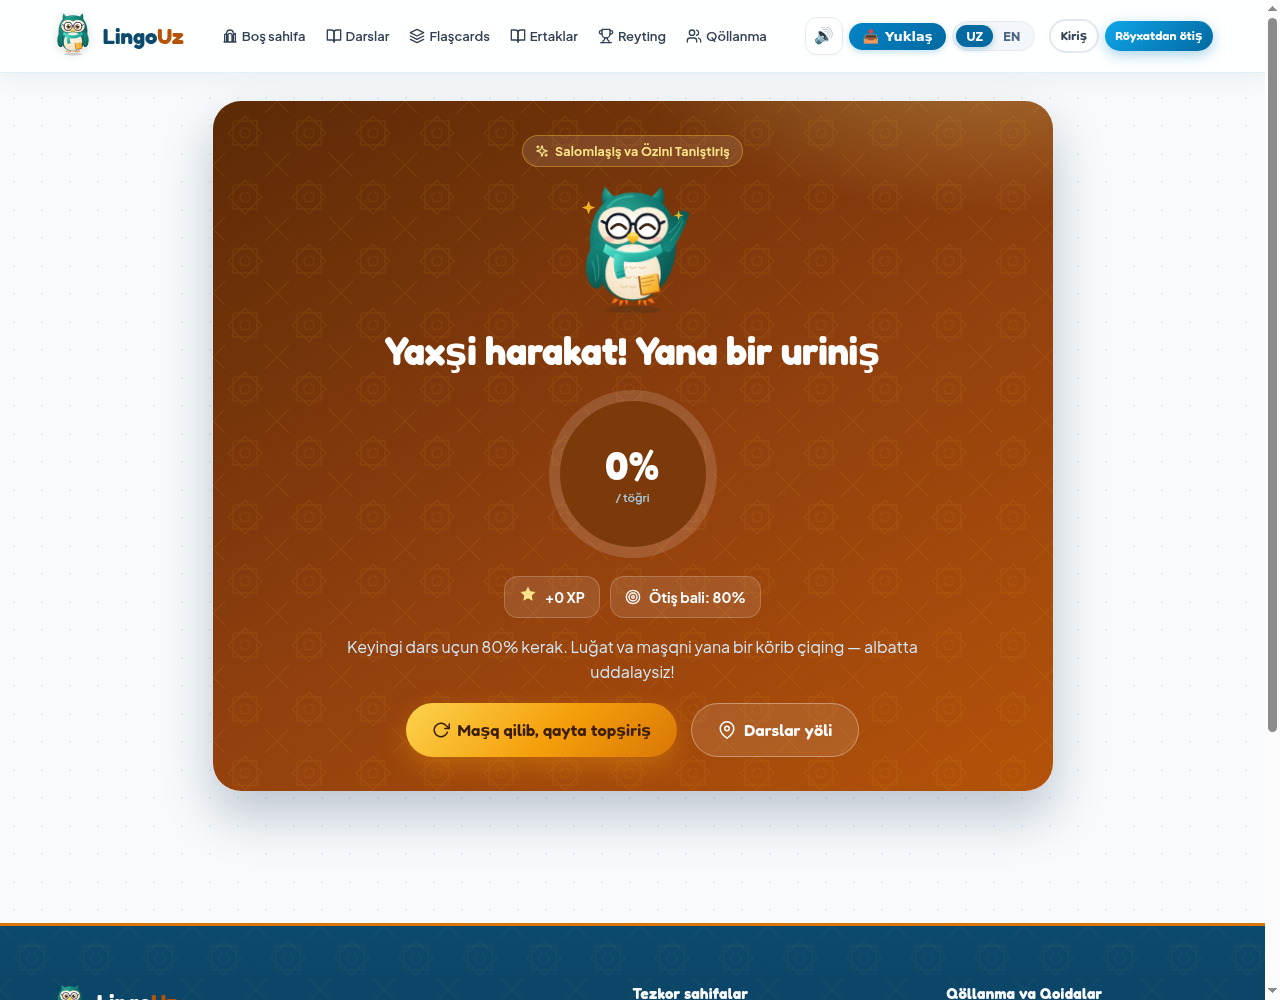 LingoUz
Boş sahifa
Darslar
Flaşcards
Ertaklar
Reyting
Qöllanma
Yuklaş
UZ
EN
Kiriş
Röyxatdan ötiş
Salomlaşiş va Özini Taniştiriş
Yaxşi harakat! Yana bir uriniş
0%
/ töğri
+0 XP
Ötiş bali: 80%
Keyingi dars uçun 80% kerak. Luğat va maşqni yana bir körib çiqing — albatta
uddalaysiz!
Maşq qilib, qayta topşiriş
Darslar yöli
LingoUz
Tezkor sahifalar
Qöllanma va Qoidalar